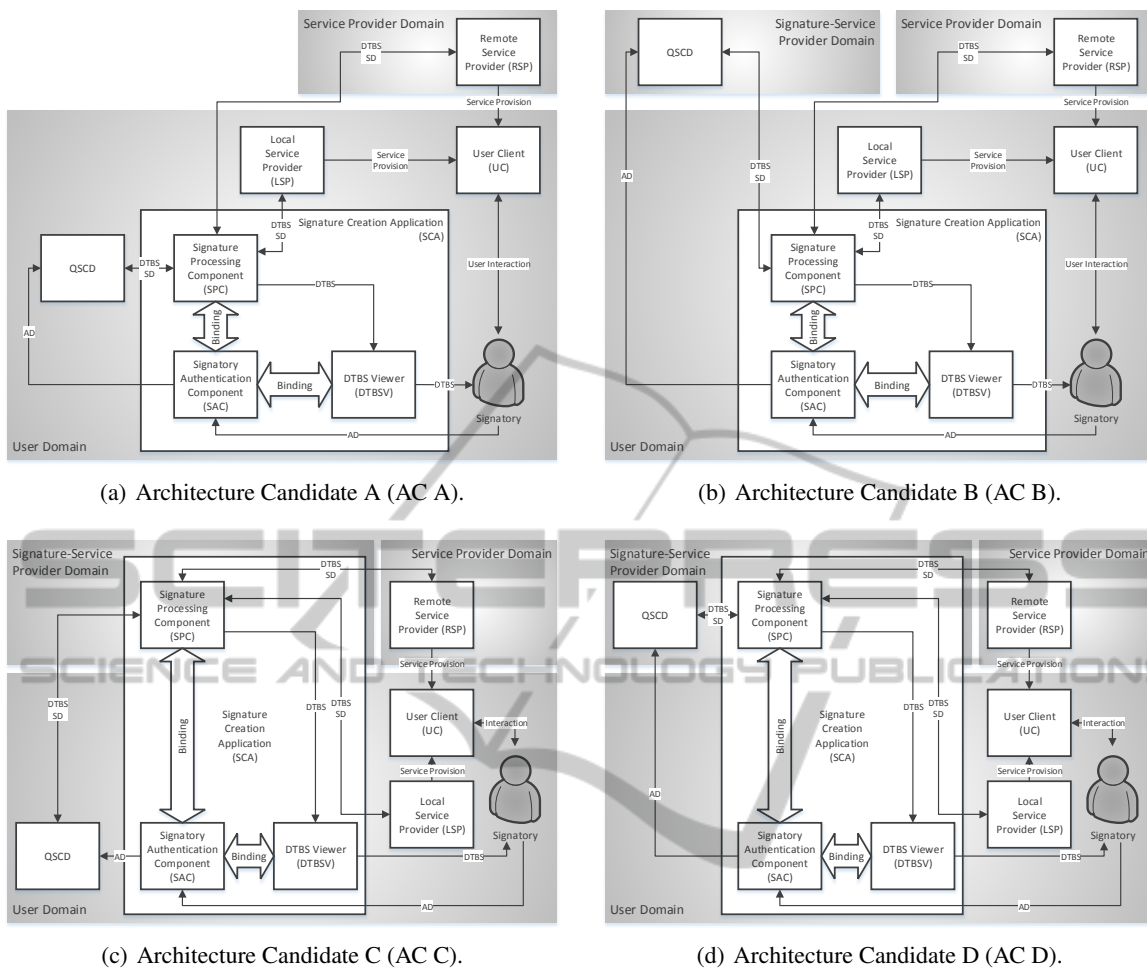 Service Provider Domain
Remote
Service
Provider (RSP)
DTBS
SD
Service Provision
Local
Service
Provider
(LSP)
Service
Provision
User Client
(UC)
DTBS
SD
Signature Creation Application
(SCA)
QSCD
DTBS
SD
Signature
Processing
Component
(SPC)
DTBS
User Interaction
AD
Binding
Signatory
Authentication
Component
(SAC)
Binding
DTBS Viewer
(DTBSV)
DTBS
Signatory
AD
User Domain
(a) Architecture Candidate A (AC A).
Signature-Service
Provider Domain
QSCD
Service Provider Domain
DTBS
SD
Remote
Service
Provider (RSP)
Service Provision
AD
DTBS
SD
Local
Service
Provider
(LSP)
Service
Provision
User Client
(UC)
DTBS
SD
Signature Creation Application
(SCA)
Signature
Processing
Component
(SPC)
DTBS
User Interaction
Binding
Signatory
Authentication
Component
(SAC)
Binding
DTBS Viewer
(DTBSV)
DTBS
Signatory
AD
User Domain
(b) Architecture Candidate B (AC B).
Signature-Service
Provider Domain
Service Provider Domain
DTBS
SD
Signature
Processing
Component
(SPC)
Remote
Service
Provider (RSP)
Service Provision
DTBS
SD
DTBS
DTBS
SD
Binding
Signature
Creation
Application
(SCA)
User Client
(UC)
Interaction
Service Provision
Local
Service
Provider (LSP)
Signatory
QSCD
AD
Signatory
Authentication
Component
(SAC)
Binding
DTBS Viewer
(DTBSV)
DTBS
AD
User Domain
(c) Architecture Candidate C (AC C).
Signature-Service
Provider Domain
Service Provider Domain
DTBS
SD
QSCD
DTBS
SD
Signature
Processing
Component
(SPC)
Remote
Service
Provider (RSP)
Service Provision
DTBS
DTBS
SD
Binding
Signature
Creation
Application
(SCA)
User Client
(UC)
Interaction
Service Provision
Local
Service
Provider (LSP)
Signatory
AD
Signatory
Authentication
Component
(SAC)
Binding
DTBS Viewer
(DTBSV)
DTBS
AD
User Domain
(d) Architecture Candidate D (AC D).
SCITEPRESS
SCIENCE AND TECHNOLOGY PUBLICATIONS